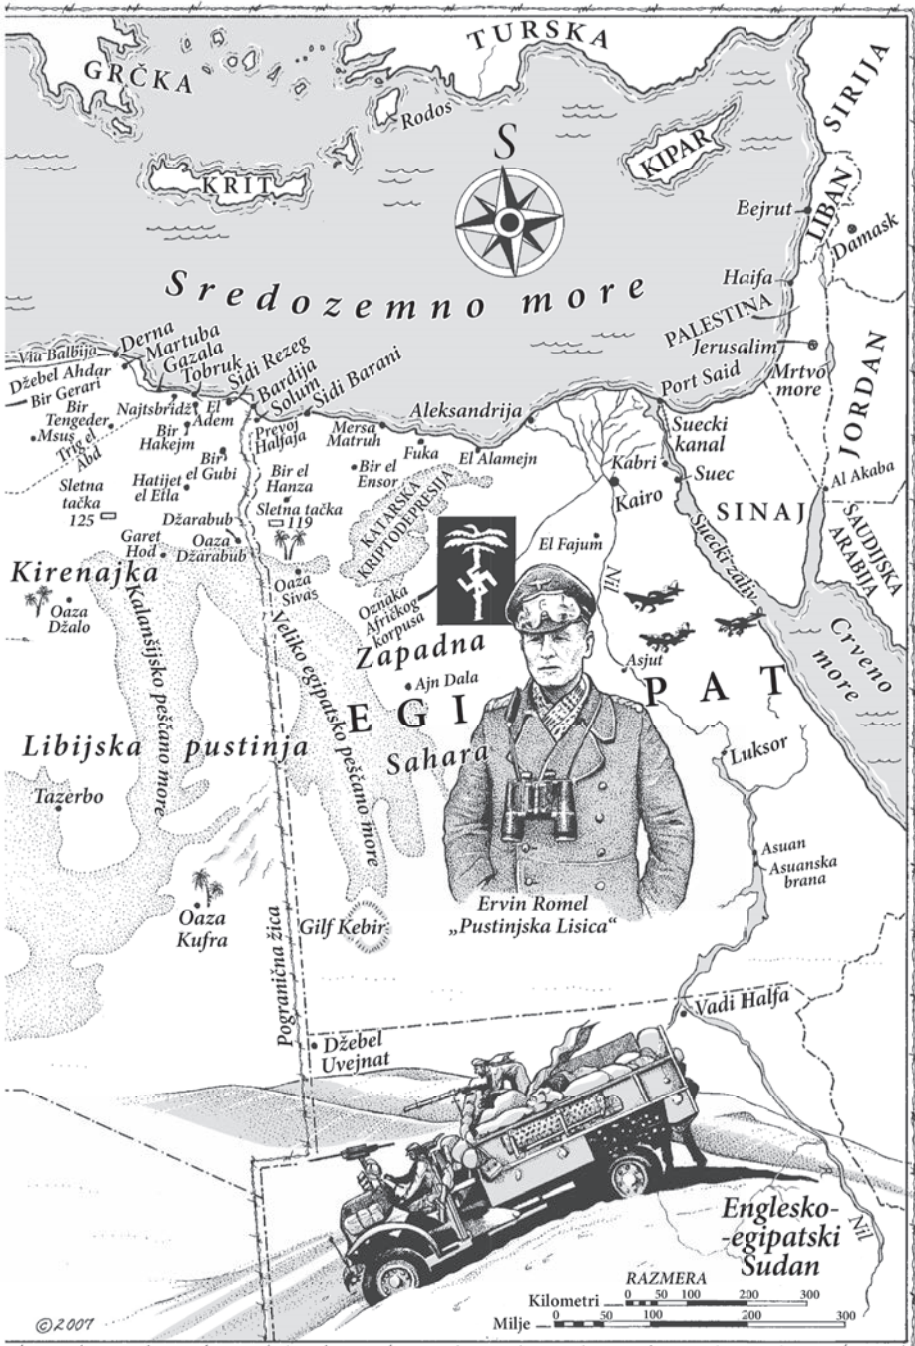 GRČKA
TURSKA
SIRIJA
Rodos
S
KRIT
KIPAR
LIBAN
Bejrut
Damask
Sredozemno more
Haifa
PALESTINA
Jerusalim
Mrtvo
more
JORDAN
Via Balbija
Derna
Martuba
Gazala
Tobruk
Sidi Rezeg
Bardija
Solum
Sidi Barani
Džebel Ahdar
Bir Gerari
Bir
Tengeder
Msus
Trig el
Abd
Najtsbridž
El
Adem
Bir
Hakejm
Bir
el Gubi
Prevoj
Halfaja
Mersa
Matruh
Aleksandrija
Port Said
Suecki
kanal
Fuka
El Alamejn
Kabri
Suec
Al Akaba
Sletna
tačka
125
Hatijet
el Etla
Bir el
Hanza
Bir el
Ensor
Sletna tačka
119
KATARSKA
KRIPTODEPRESIJA
Kairo
SINAJ
SAUDIJSKA
ARABIJA
Džarabub
Garet
Hod
Oaza
Džarabub
El Fajum
Suecki zaliv
Kirenajka
Oaza
Džalo
Oaza
Sivas
Oznaka
Afričkog
korpusa
Nil
Crveno
more
Kalanšijsko peščano more
Veliko egipatsko peščano more
Zapadna
Asjut
Ajn Dala
EGIPAT
Libijska pustinja
Sahara
Luksor
Tazerbo
Asuan
Asuanska
brana
Oaza
Kufra
Gilf Kebir
Ervin Romel
„Pustinjska Lisica“
Pogranična žica
Vadi Halfa
Džebel
Uvejnat
Englesko-
-egipatski
Sudan
Nil
RAZMERA
Kilometri 0 50 100 200 300
Milje 0 50 100 200 300
©2007